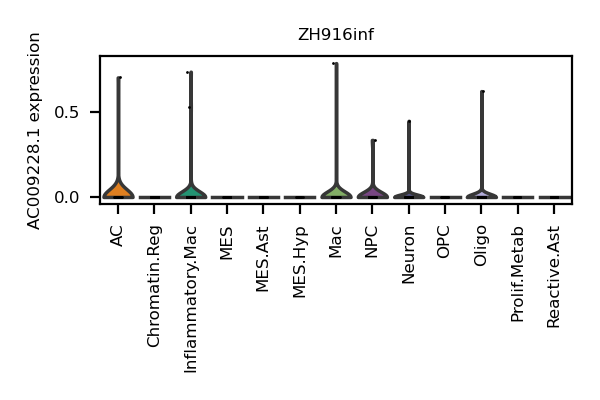 ZH916inf
AC009228.1 expression
0.5
0.0
AC
Chromatin.Reg
Inflammatory.Mac
MES
MES.Ast
MES.Hyp
Mac
NPC
Neuron
OPC
Oligo
Prolif.Metab
Reactive.Ast